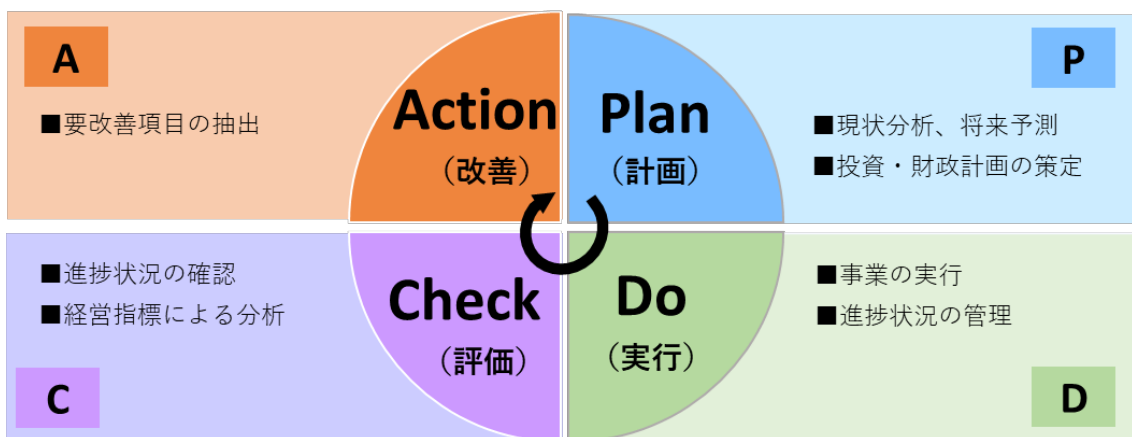 A
■要改善項目の抽出
Action
（改善）
Plan
（計画）
P
■現状分析、将来予測
■投資・財政計画の策定
■進捗状況の確認
■経営指標による分析
C
Check
（評価）
Do
（実行）
■事業の実行
■進捗状況の管理
D